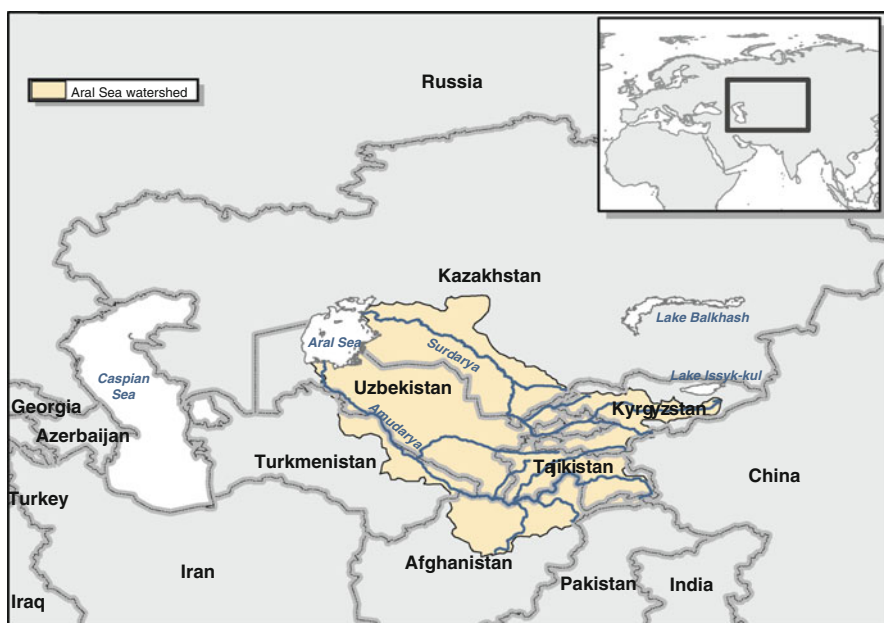 Russia
Aral Sea watershed
Kazakhstan
Lake Balkhash
Aral Sea
Surdarya
Lake Issyk-kul
Caspian
Sea
Uzbekistan
Georgia
Kyrgyzstan
Azerbaijan
Amudarya
Turkmenistan
Tajikistan
China
Turkey
Afghanistan
Iran
Pakistan
India
Iraq